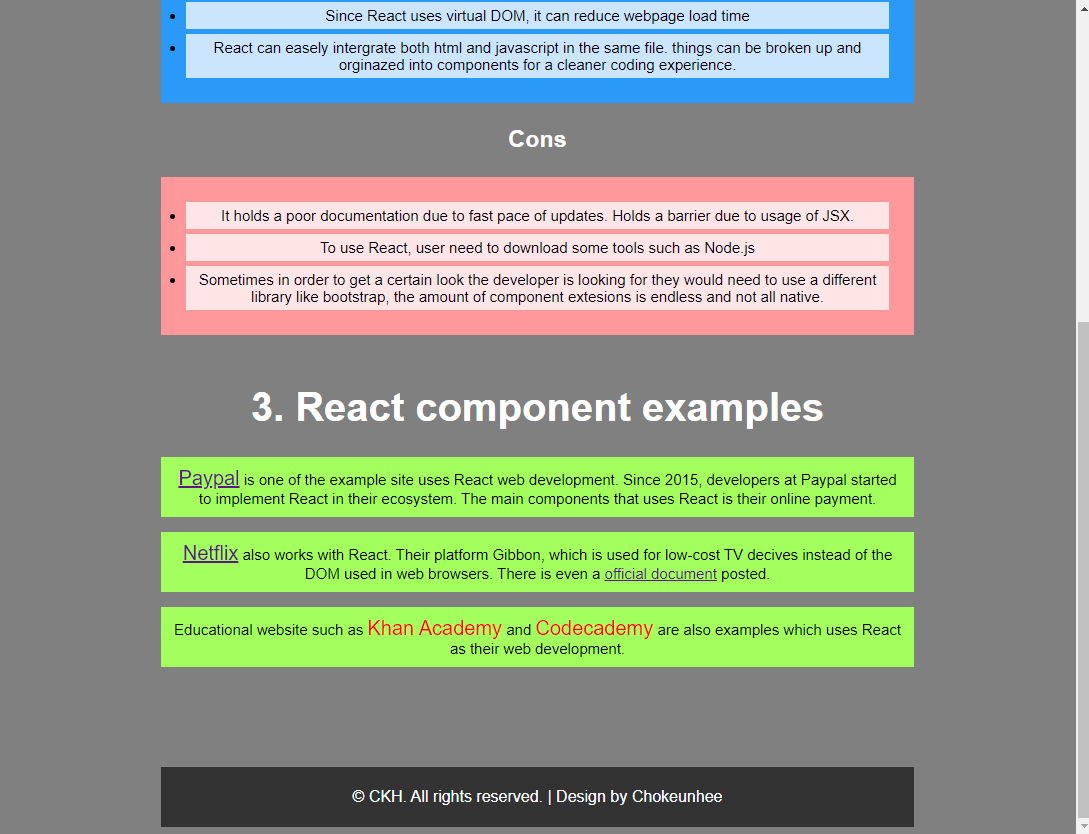 Since React uses virtual DOM, it can reduce webpage load time
React can easely intergrate both html and javascript in the same file. things can be broken up and
orginazed into components for a cleaner coding experience.
Cons
It holds a poor documentation due to fast pace of updates. Holds a barrier due to usage of JSX.
To use React, user need to download some tools such as Node.js
Sometimes in order to get a certain look the developer is looking for they would need to use a different
library like bootstrap, the amount of component extesions is endless and not all native.
3. React component examples
Paypal is one of the example site uses React web development. Since 2015, developers at Paypal started
to implement React in their ecosystem. The main components that uses React is their online payment.
Netflix also works with React. Their platform Gibbon, which is used for low-cost TV decives instead of the
DOM used in web browsers. There is even a official document posted.
Educational website such as Khan Academy and Codecademy are also examples which uses React
as their web development.
© CKH. All rights reserved. | Design by Chokeunhee